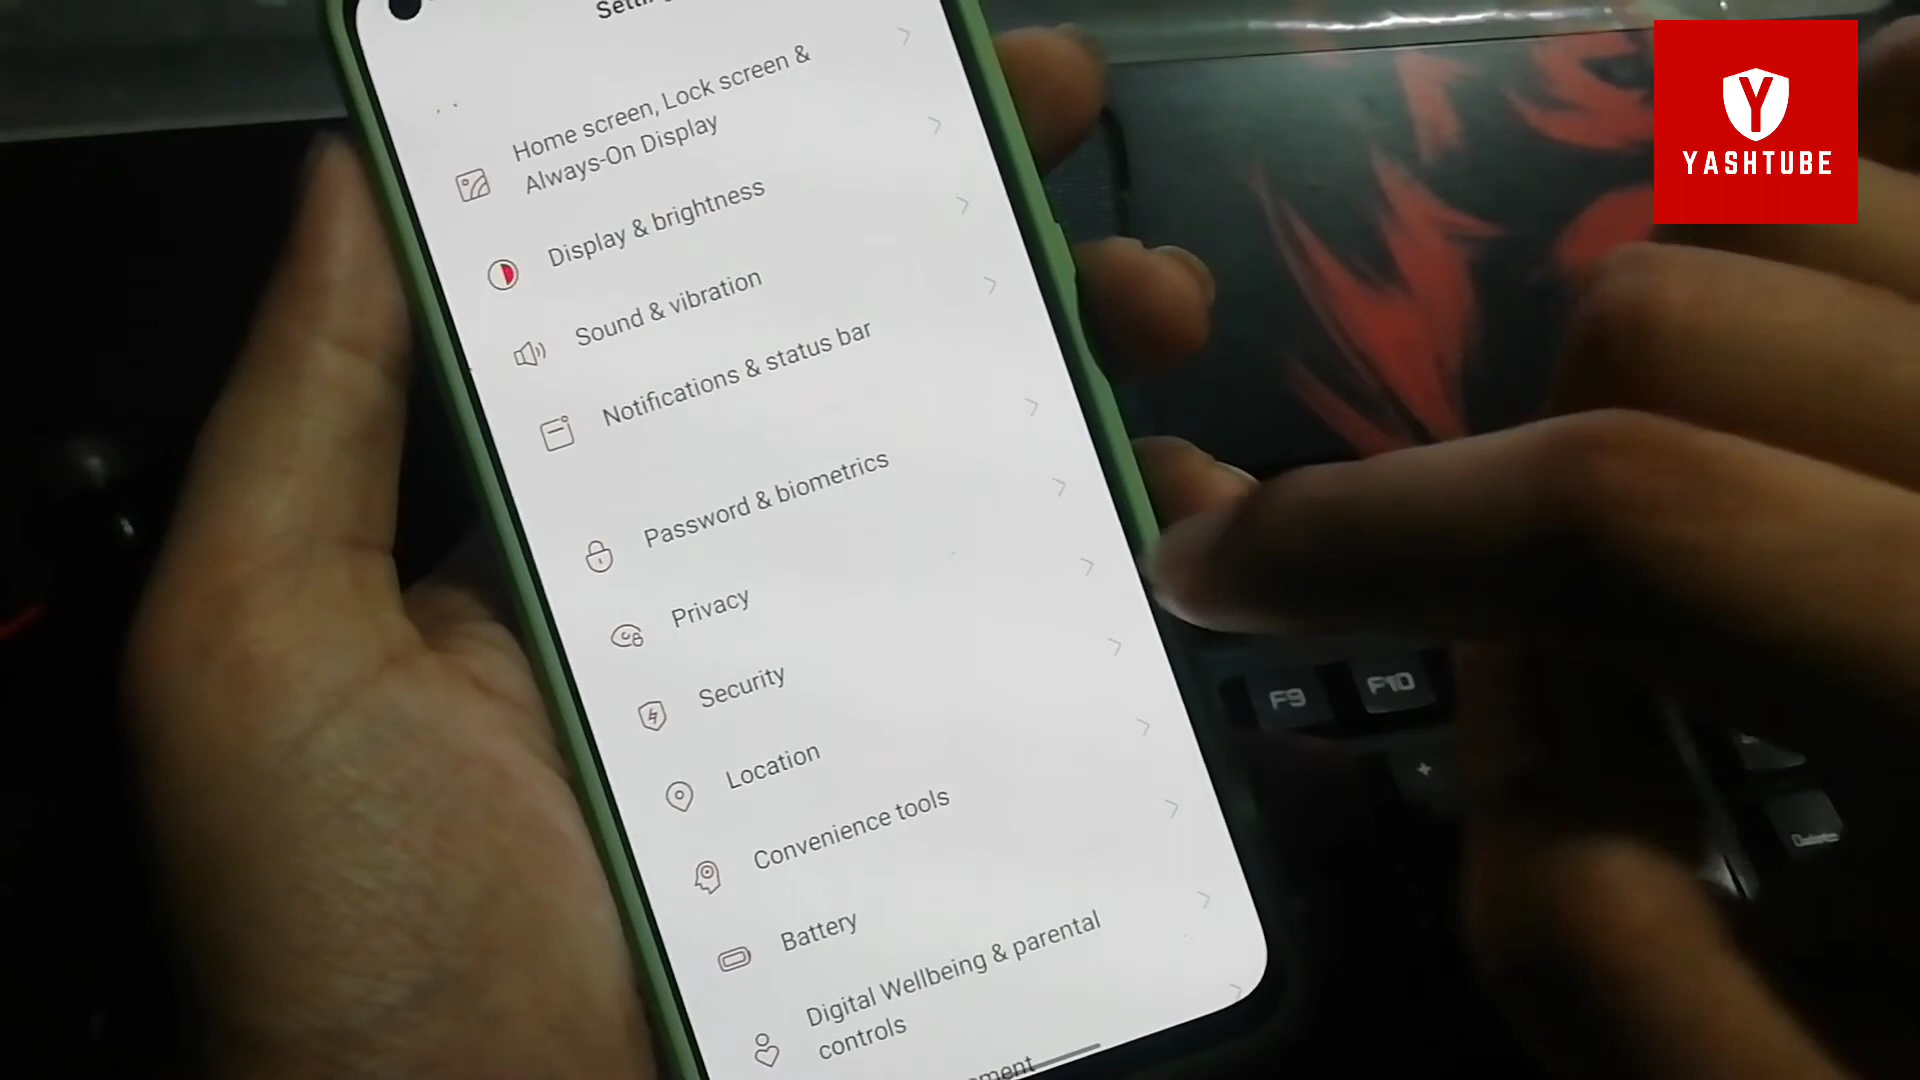 Home screen, Lock screen &
Always-On Display
Display & brightness
Sound & vibration
Notifications & status bar
Password & biometrics
Privacy
Security
Location
Convenience tools
Battery
Digital Wellbeing & parental
controls
Y
YASHTUBE
F9
F10